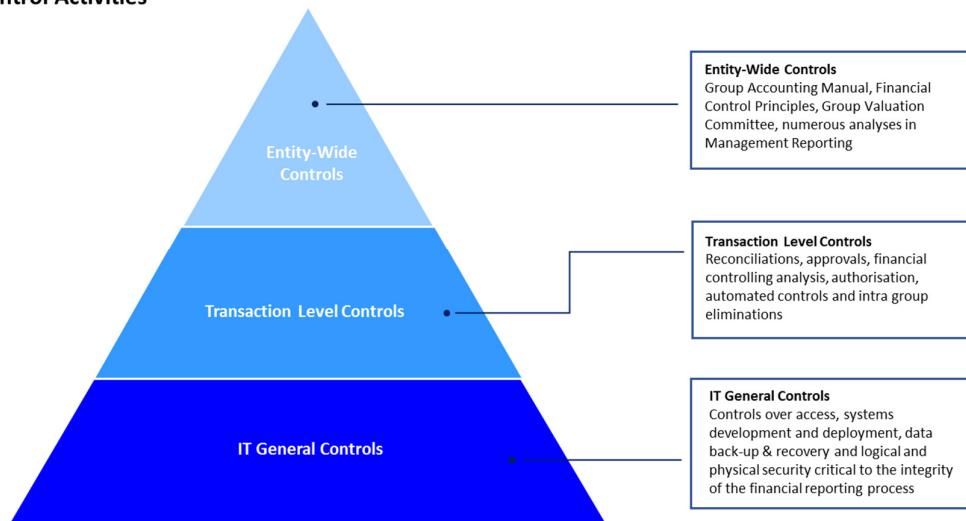 Activities
Entity-Wide
Controls
Entity-Wide Controls
Group Accounting Manual, Financial
Control Principles, Group Valuation
Committee, numerous analyses in
Management Reporting
Transaction Level Controls
Transaction Level Controls
Reconciliations, approvals, financial
controlling analysis, authorisation,
automated controls and intra group
eliminations
IT General Controls
IT General Controls
Controls over access, systems
development and deployment, data
back-up & recovery and logical and
physical security critical to the integrity
of the financial reporting process